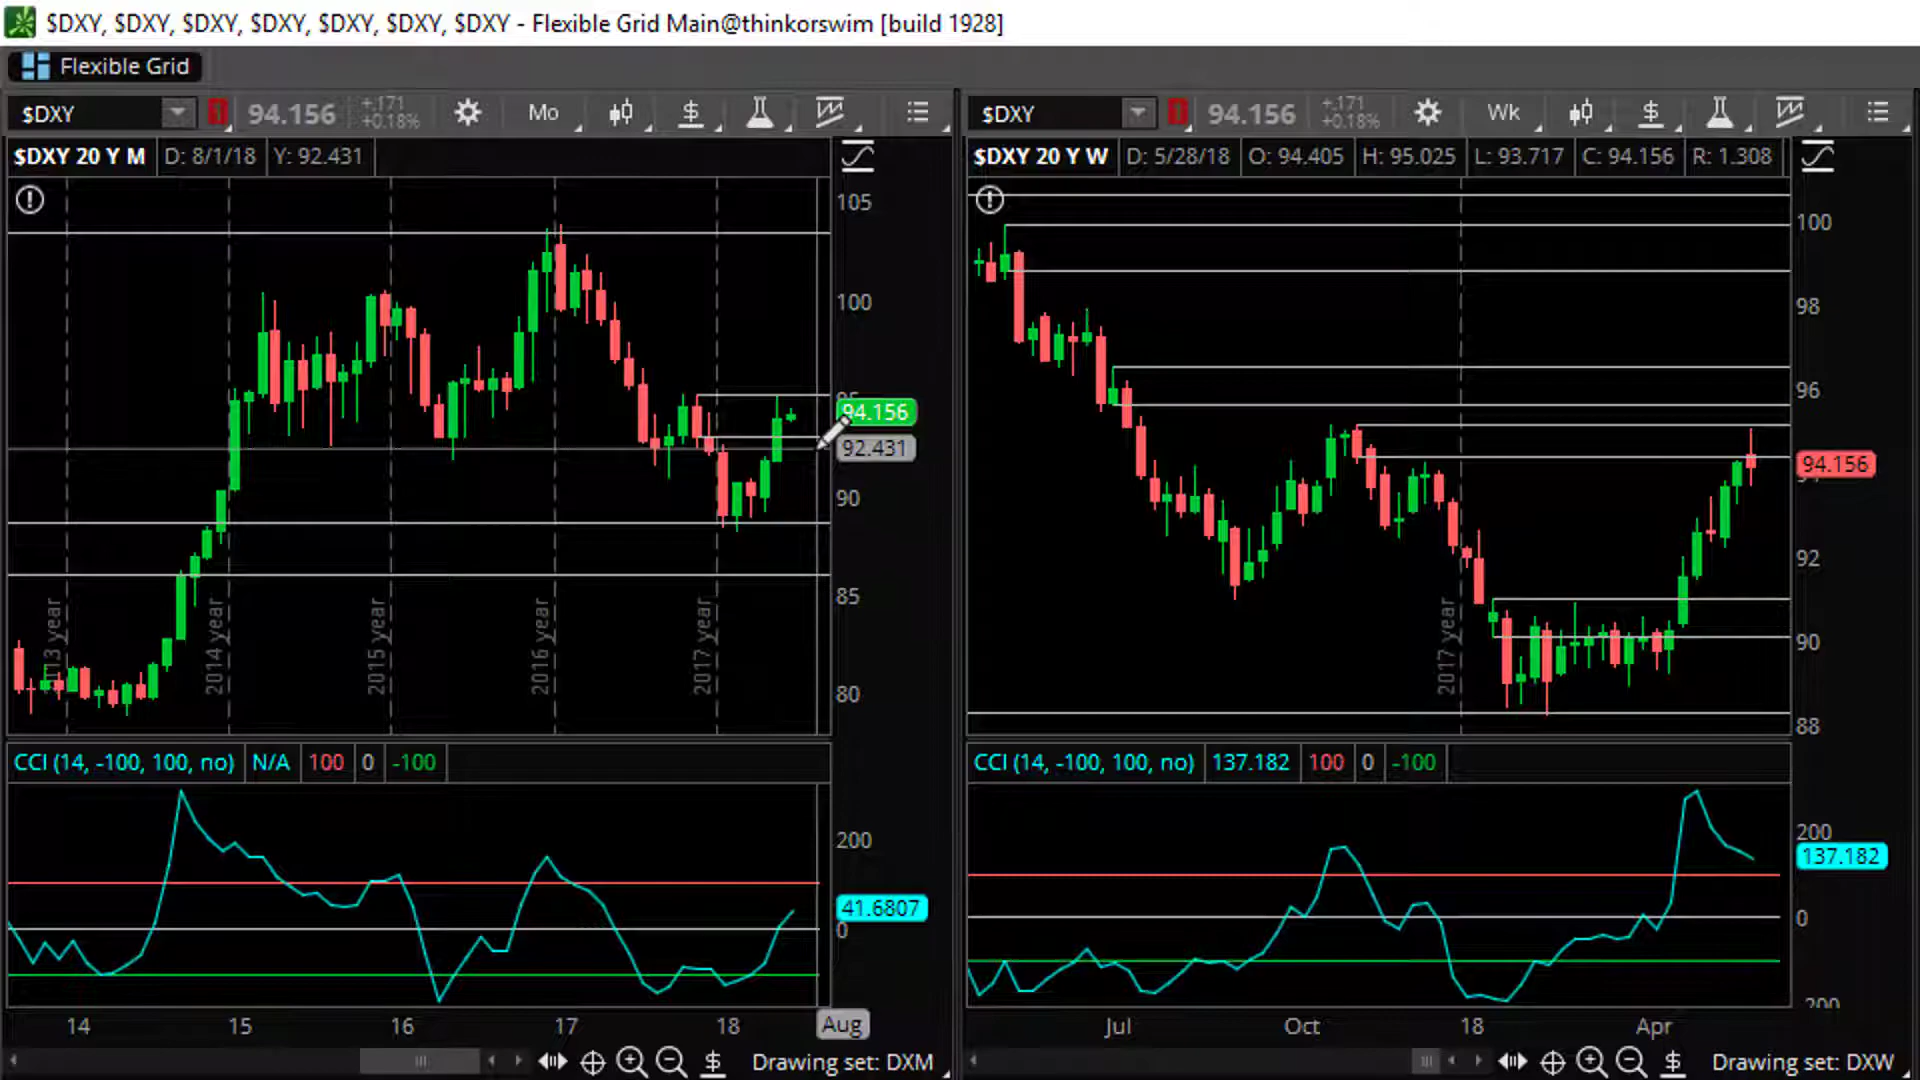 $DXY, $DXY, $DXY, $DXY, $DXY, $DXY, $DXY - Flexible Grid Main@thinkorswim [build 1928]
Flexible Grid
$DXY 94.156 +.171 +0.18% Mo
$DXY 20 Y M D: 8/1/18 Y: 92.431
105
100
94.156
92.431
90
85
80
2013 year 2014 year 2015 year 2016 year 2017 year
CCI (14, -100, 100, no) N/A 100 0 -100
200
41.6807
0
14 15 16 17 18 Aug
Drawing set: DXM
$DXY 94.156 +.171 +0.18% Wk
$DXY 20 Y W D: 5/28/18 O: 94.405 H: 95.025 L: 93.717 C: 94.156 R: 1.308
100
98
96
94.156
92
90
88
2017 year
CCI (14, -100, 100, no) 137.182 100 0 -100
200
137.182
0
200
Jul Oct 18 Apr
Drawing set: DXW